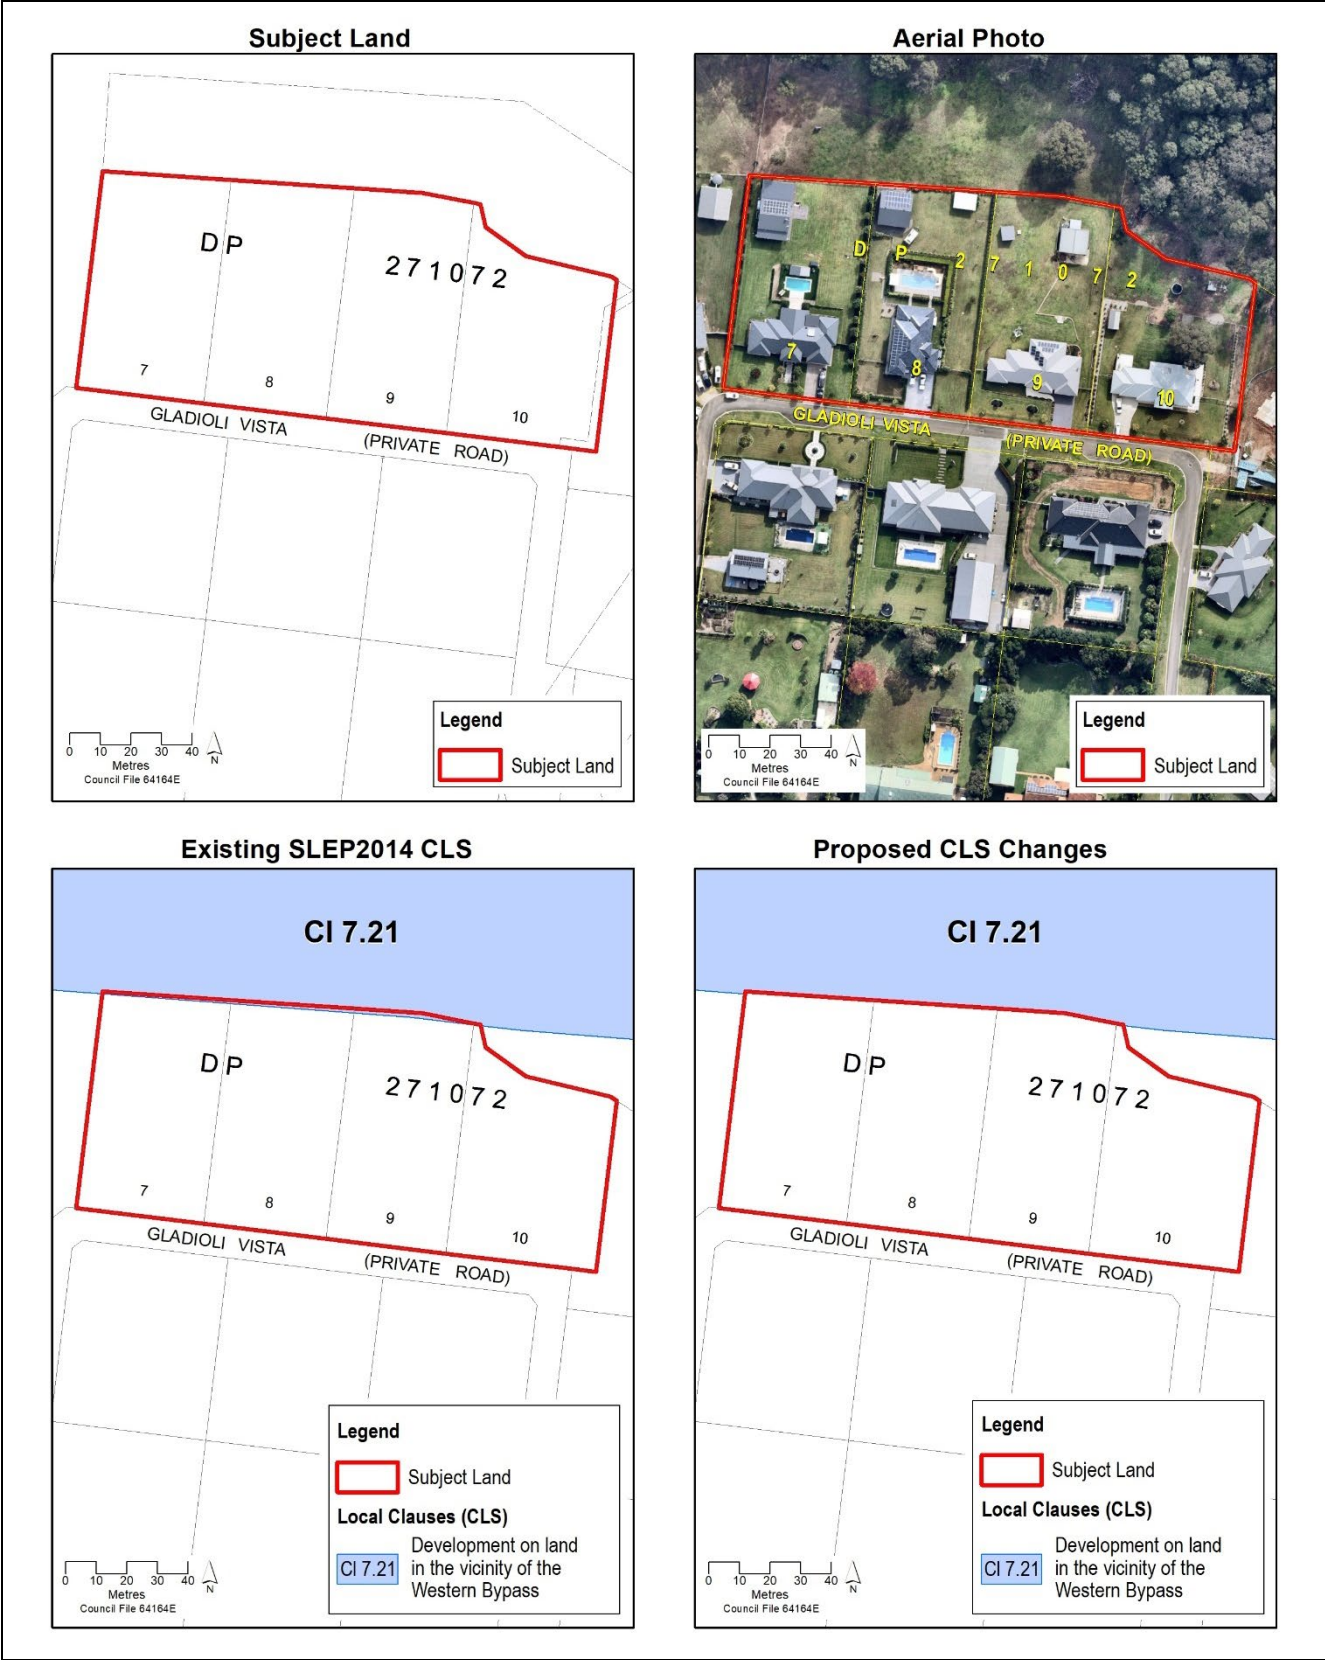 Subject Land
DP
271072
7
8
9
10
GLADIOLI VISTA
(PRIVATE ROAD)
0 10 20 30 40
Metres
Council File 64164E
N
Legend
Subject Land
Aerial Photo
D P 2 7 1 0 7 2
7
8
9
10
GLADIOLI VISTA
(PRIVATE ROAD)
0 10 20 30 40
Metres
Council File 64164E
N
Legend
Subject Land
Existing SLEP2014 CLS
Cl 7.21
DP
271072
7
8
9
10
GLADIOLI VISTA
(PRIVATE ROAD)
0 10 20 30 40
Metres
Council File 64164E
N
Legend
Subject Land
Local Clauses (CLS)
Cl 7.21
Development on land
in the vicinity of the
Western Bypass
Proposed CLS Changes
Cl 7.21
DP
271072
7
8
9
10
GLADIOLI VISTA
(PRIVATE ROAD)
0 10 20 30 40
Metres
Council File 64164E
N
Legend
Subject Land
Local Clauses (CLS)
Cl 7.21
Development on land
in the vicinity of the
Western Bypass